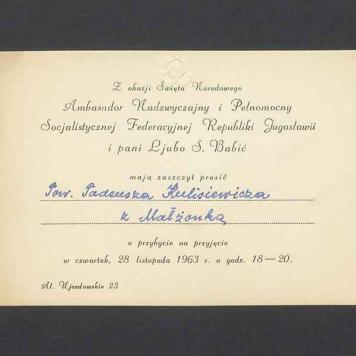 Z okazji Święta Narodowego
Ambasador Nadzwyczajny i Pełnomocny
Socjalistycznej Federacyjnej Republiki Jugosławii
i pani Ljubo S. Babić
mają zaszczyt prosić
Tow. Tadeusza Kulisiewicza
z Małżonką
o przybycie na przyjęcie
w czwartek, 28 listopada 1963 r. o godz. 18—20.
Al. Ujazdowskie 23